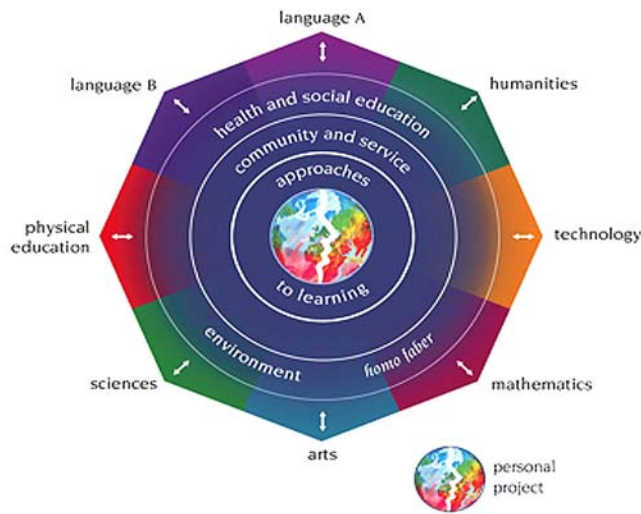 language A
language B
humanities
health and social education
community and service
approaches
physical
education
technology
to learning
environment
homo faber
sciences
mathematics
arts
personal
project